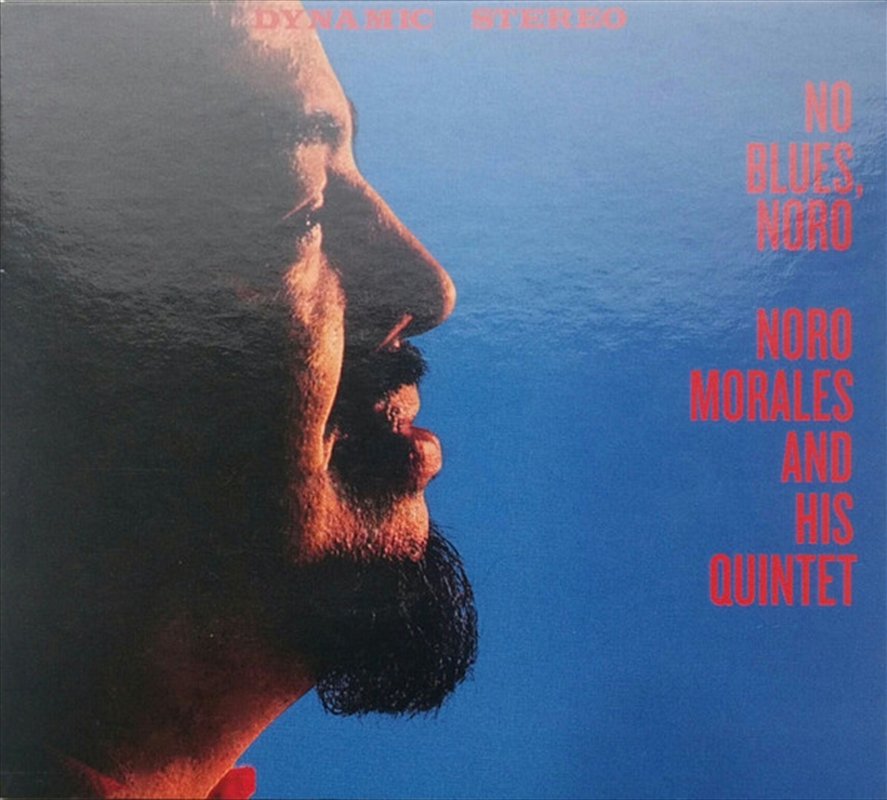 DYNAMIC STEREO
NO
BLUES,
NORO
NORO
MORALES
AND
HIS
QUINTET